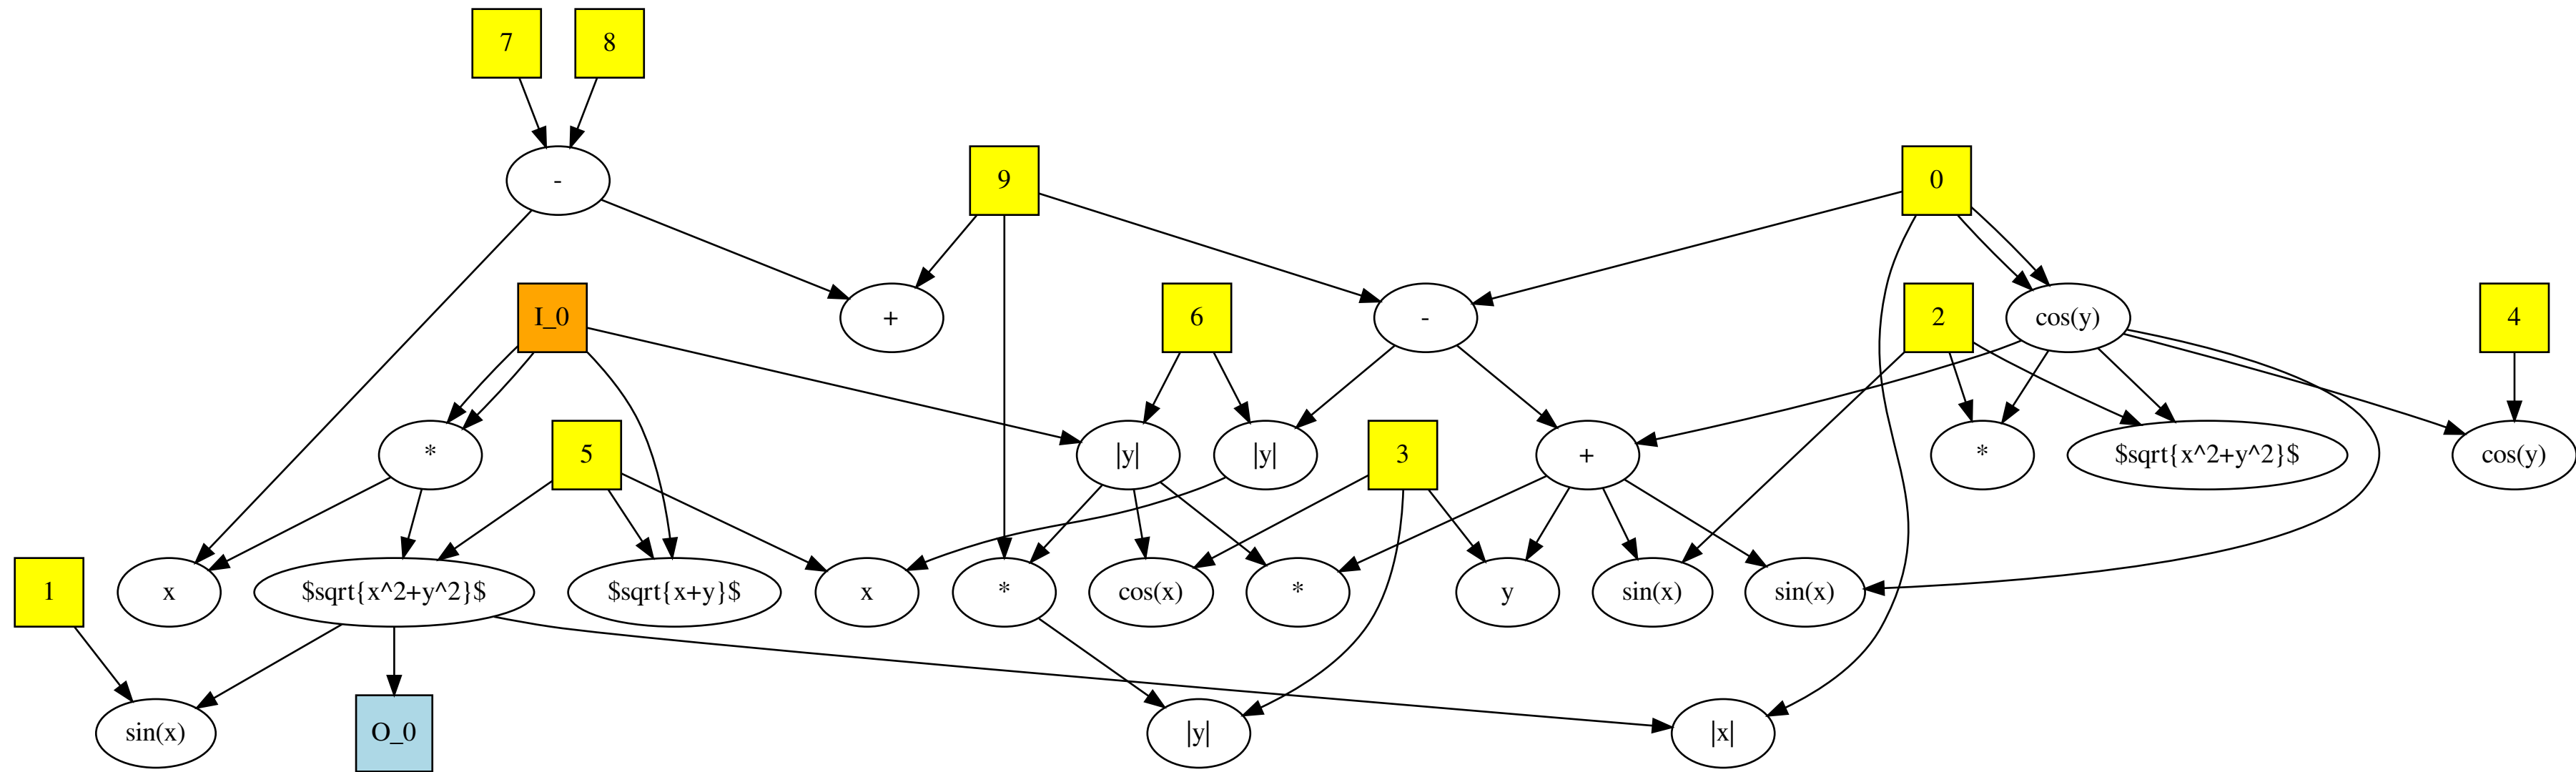 7
8
-
9
0
I_0
+
6
-
2
cos(y)
4
*
5
|y|
|y|
3
+
*
$sqrt{x^2+y^2}$
cos(y)
1
x
$sqrt{x^2+y^2}$
$sqrt{x+y}$
x
*
cos(x)
*
y
sin(x)
sin(x)
sin(x)
O_0
|y|
|x|